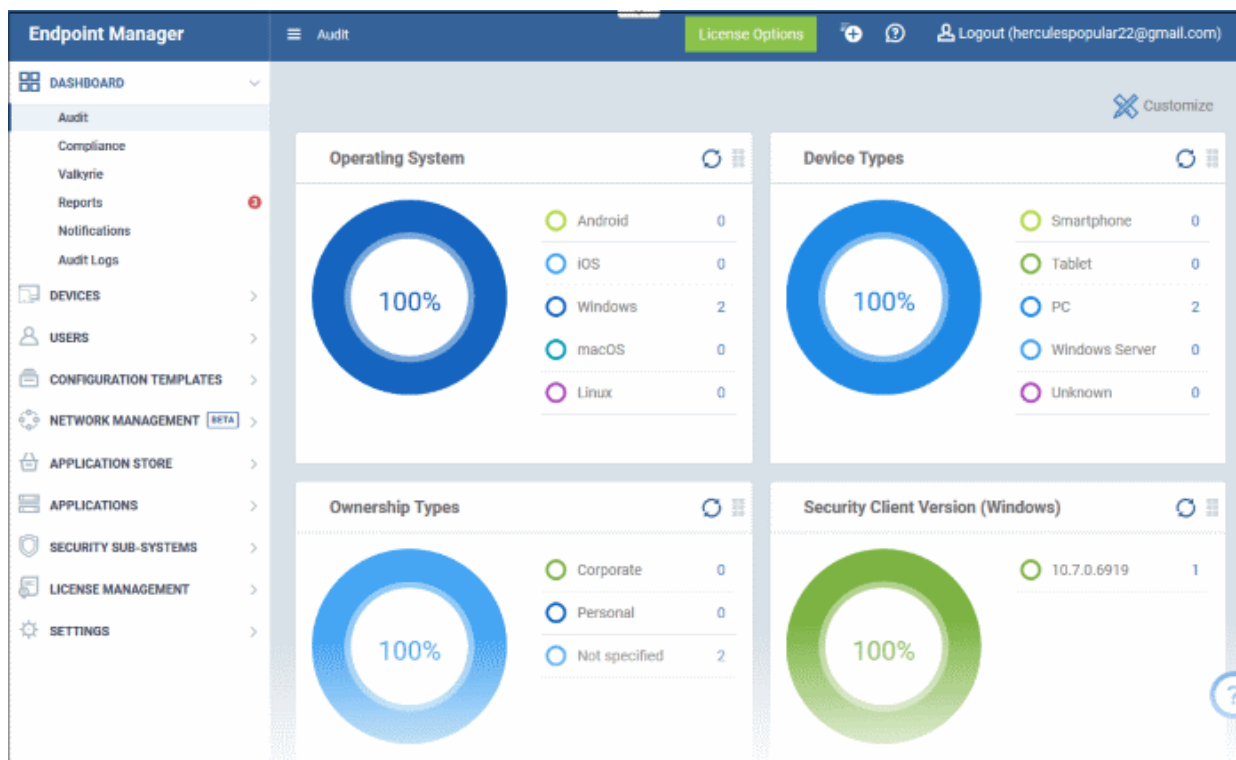 Endpoint Manager
Audit
License Options
Logout (herculespopular22@gmail.com)
DASHBOARD
Audit
Compliance
Valkyrie
Reports
Notifications
Audit Logs
DEVICES
USERS
CONFIGURATION TEMPLATES
NETWORK MANAGEMENT BETA
APPLICATION STORE
APPLICATIONS
SECURITY SUB-SYSTEMS
LICENSE MANAGEMENT
SETTINGS
Customize
Operating System
100%
Android 0
iOS 0
Windows 2
macOS 0
Linux 0
Device Types
100%
Smartphone 0
Tablet 0
PC 2
Windows Server 0
Unknown 0
Ownership Types
100%
Corporate 0
Personal 0
Not specified 2
Security Client Version (Windows)
100%
10.7.0.6919 1
?